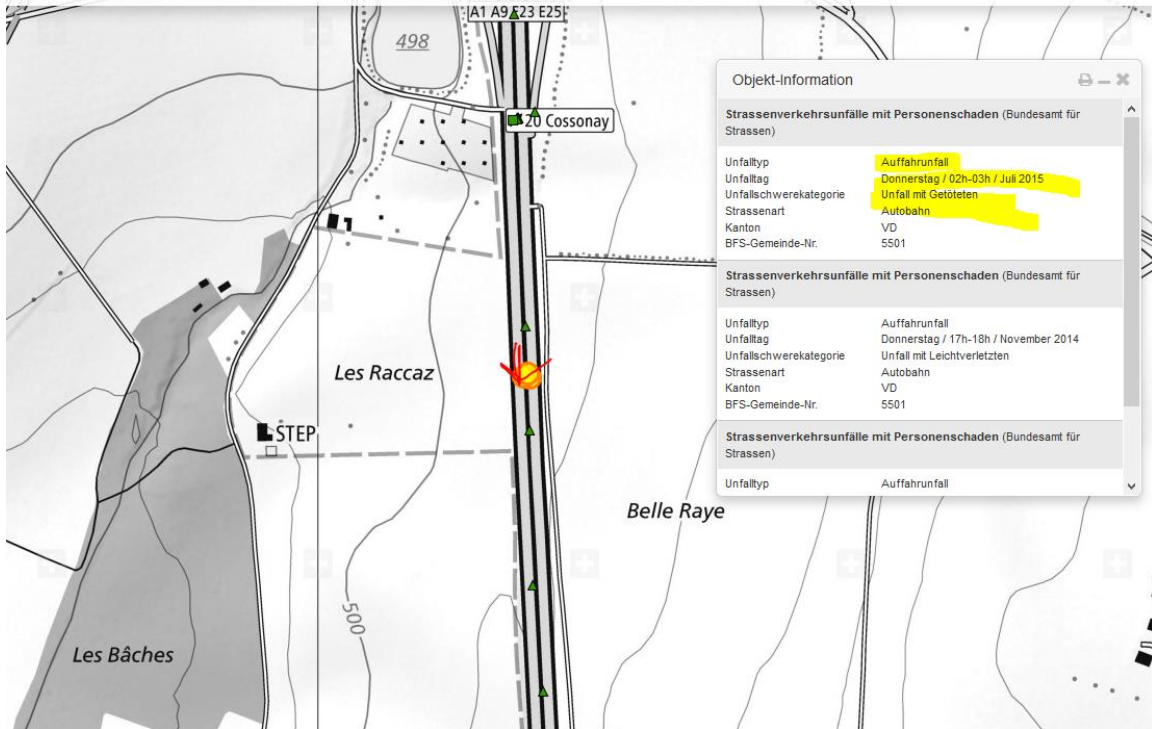 A1 A9 E23 E25
498
20 Cossonay
Les Raccaz
STEP
Belle Raye
500
Les Bâches
Objekt-Information
Strassenverkehrsunfälle mit Personenschaden (Bundesamt für
Strassen)
Unfalltyp Auffahrunfall
Unfalltag Donnerstag / 02h-03h / Juli 2015
Unfallschwerekategorie Unfall mit Getöteten
Strassenart Autobahn
Kanton VD
BFS-Gemeinde-Nr. 5501
Strassenverkehrsunfälle mit Personenschaden (Bundesamt für
Strassen)
Unfalltyp Auffahrunfall
Unfalltag Donnerstag / 17h-18h / November 2014
Unfallschwerekategorie Unfall mit Leichtverletzten
Strassenart Autobahn
Kanton VD
BFS-Gemeinde-Nr. 5501
Strassenverkehrsunfälle mit Personenschaden (Bundesamt für
Strassen)
Unfalltyp Auffahrunfall